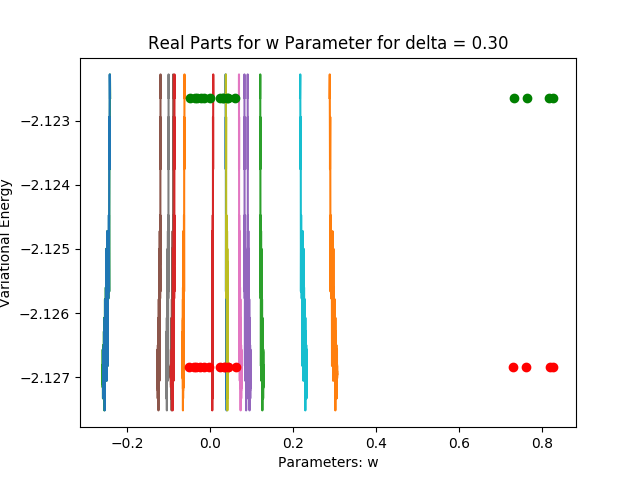 Real Parts for w Parameter for delta = 0.30
Variational Energy
−2.123
−2.124
−2.125
−2.126
−2.127
−0.2 0.0 0.2 0.4 0.6 0.8
Parameters: w